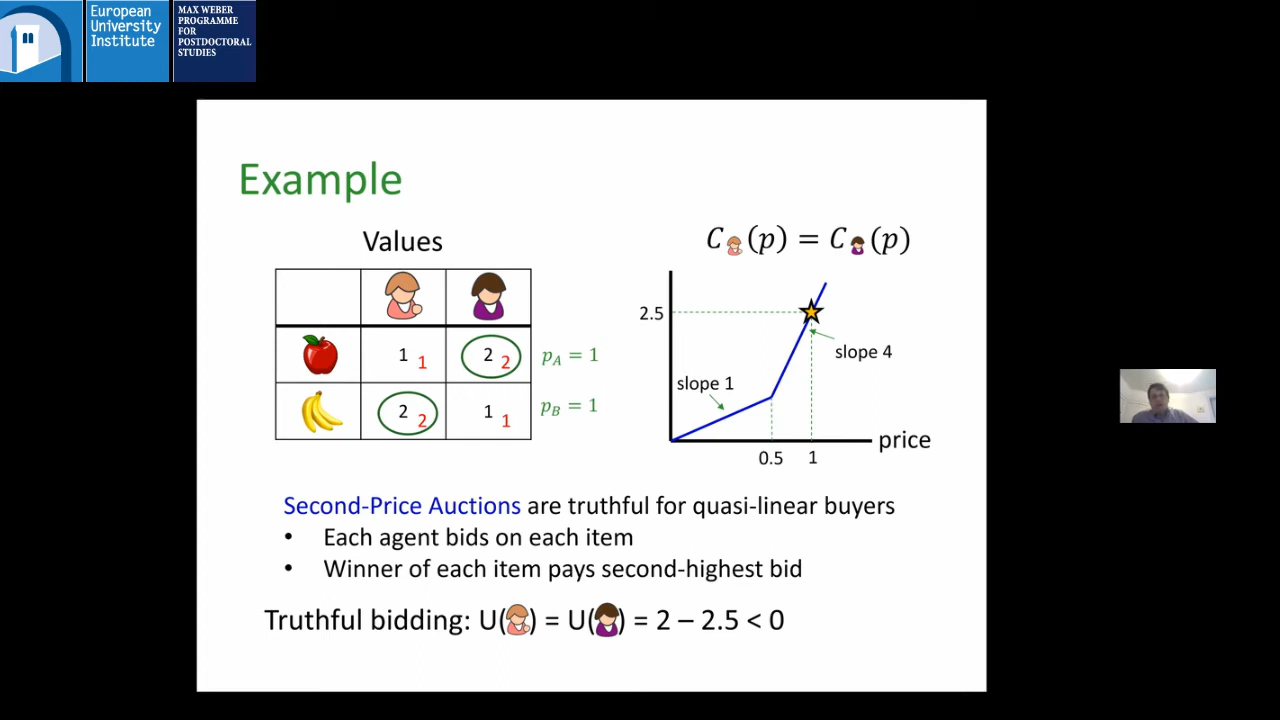 European
University
Institute
MAX WEBER
PROGRAMME
FOR
POSTDOCTORAL
STUDIES
Example
Values
C (p) = C (p)
1 1 2 2 p_A = 1
2 2 1 1 p_B = 1
2.5
slope 4
slope 1
price
0.5 1
Second-Price Auctions are truthful for quasi-linear buyers
• Each agent bids on each item
• Winner of each item pays second-highest bid
Truthful bidding: U( ) = U( ) = 2 – 2.5 < 0